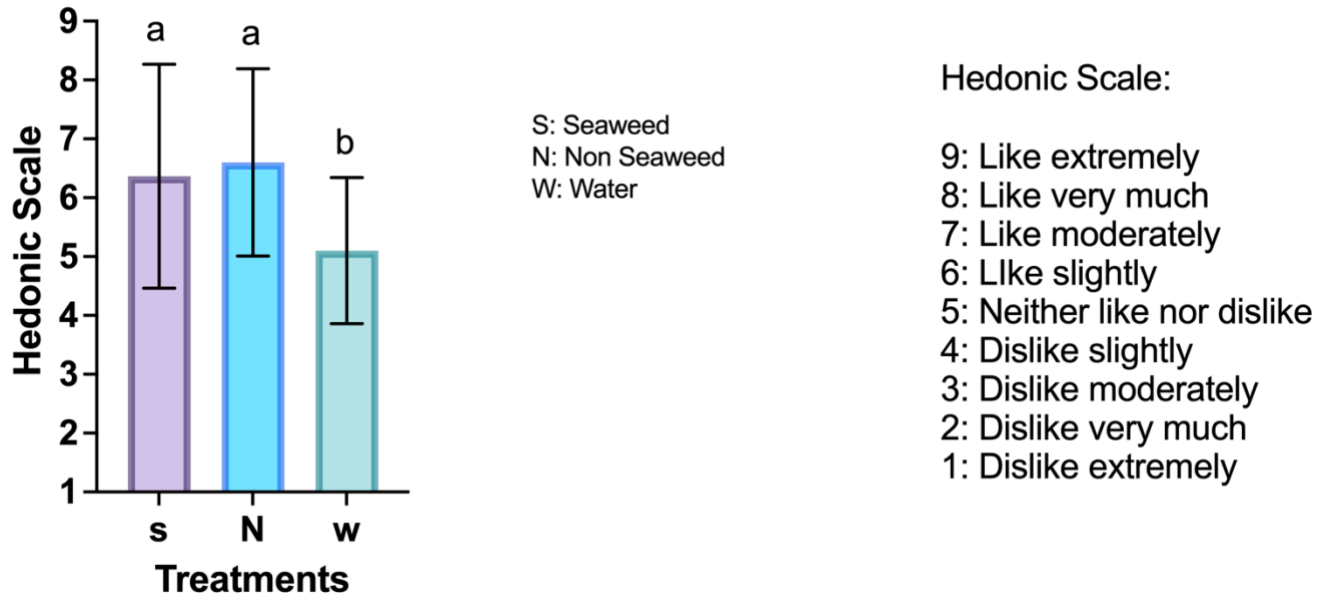 9
8
7
6
5
4
3
2
1
Hedonic Scale
a
a
b
s
N
w
Treatments
S: Seaweed
N: Non Seaweed
W: Water
Hedonic Scale:
9: Like extremely
8: Like very much
7: Like moderately
6: LIke slightly
5: Neither like nor dislike
4: Dislike slightly
3: Dislike moderately
2: Dislike very much
1: Dislike extremely